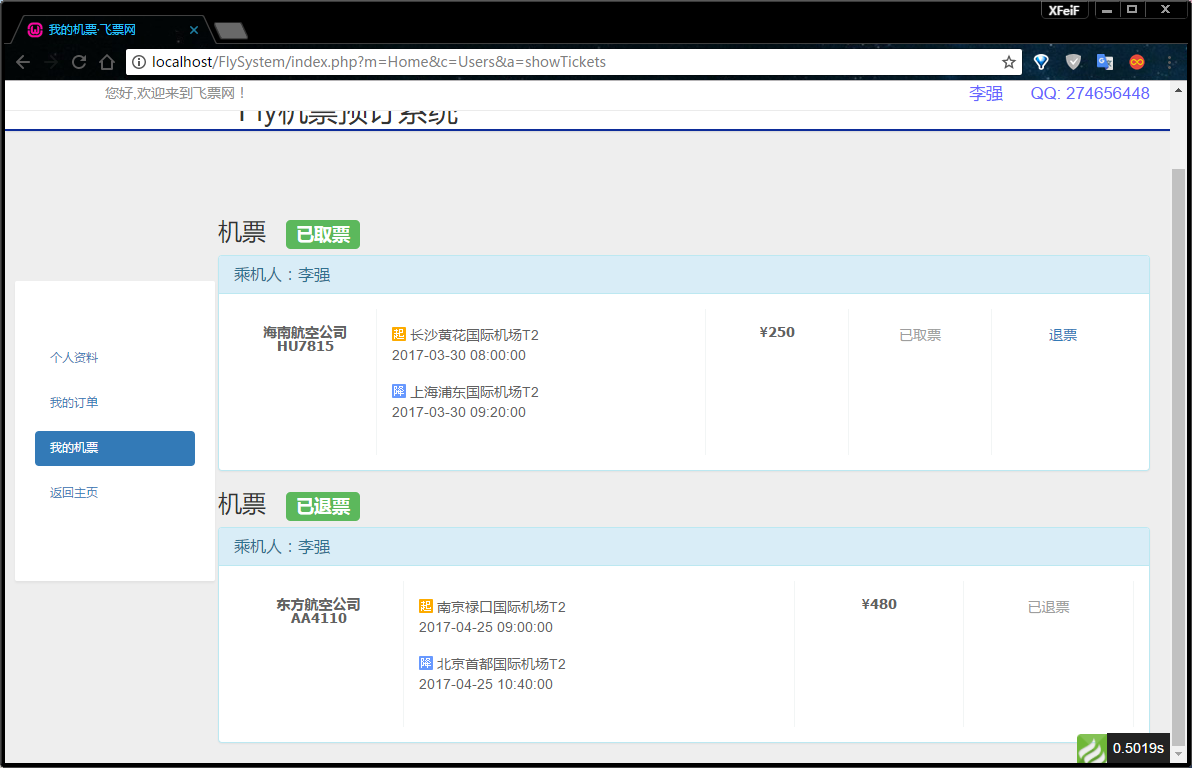 XFeiF
我的机票·飞票网
localhost/FlySystem/index.php?m=Home&c=Users&a=showTickets
您好,欢迎来到飞票网！
李强
QQ: 274656448
Fly机票预订系统
机票 已取票
乘机人：李强
海南航空公司
HU7815
起 长沙黄花国际机场T2
2017-03-30 08:00:00
降 上海浦东国际机场T2
2017-03-30 09:20:00
¥250
已取票
退票
个人资料
我的订单
我的机票
返回主页
机票 已退票
乘机人：李强
东方航空公司
AA4110
起 南京禄口国际机场T2
2017-04-25 09:00:00
降 北京首都国际机场T2
2017-04-25 10:40:00
¥480
已退票
0.5019s